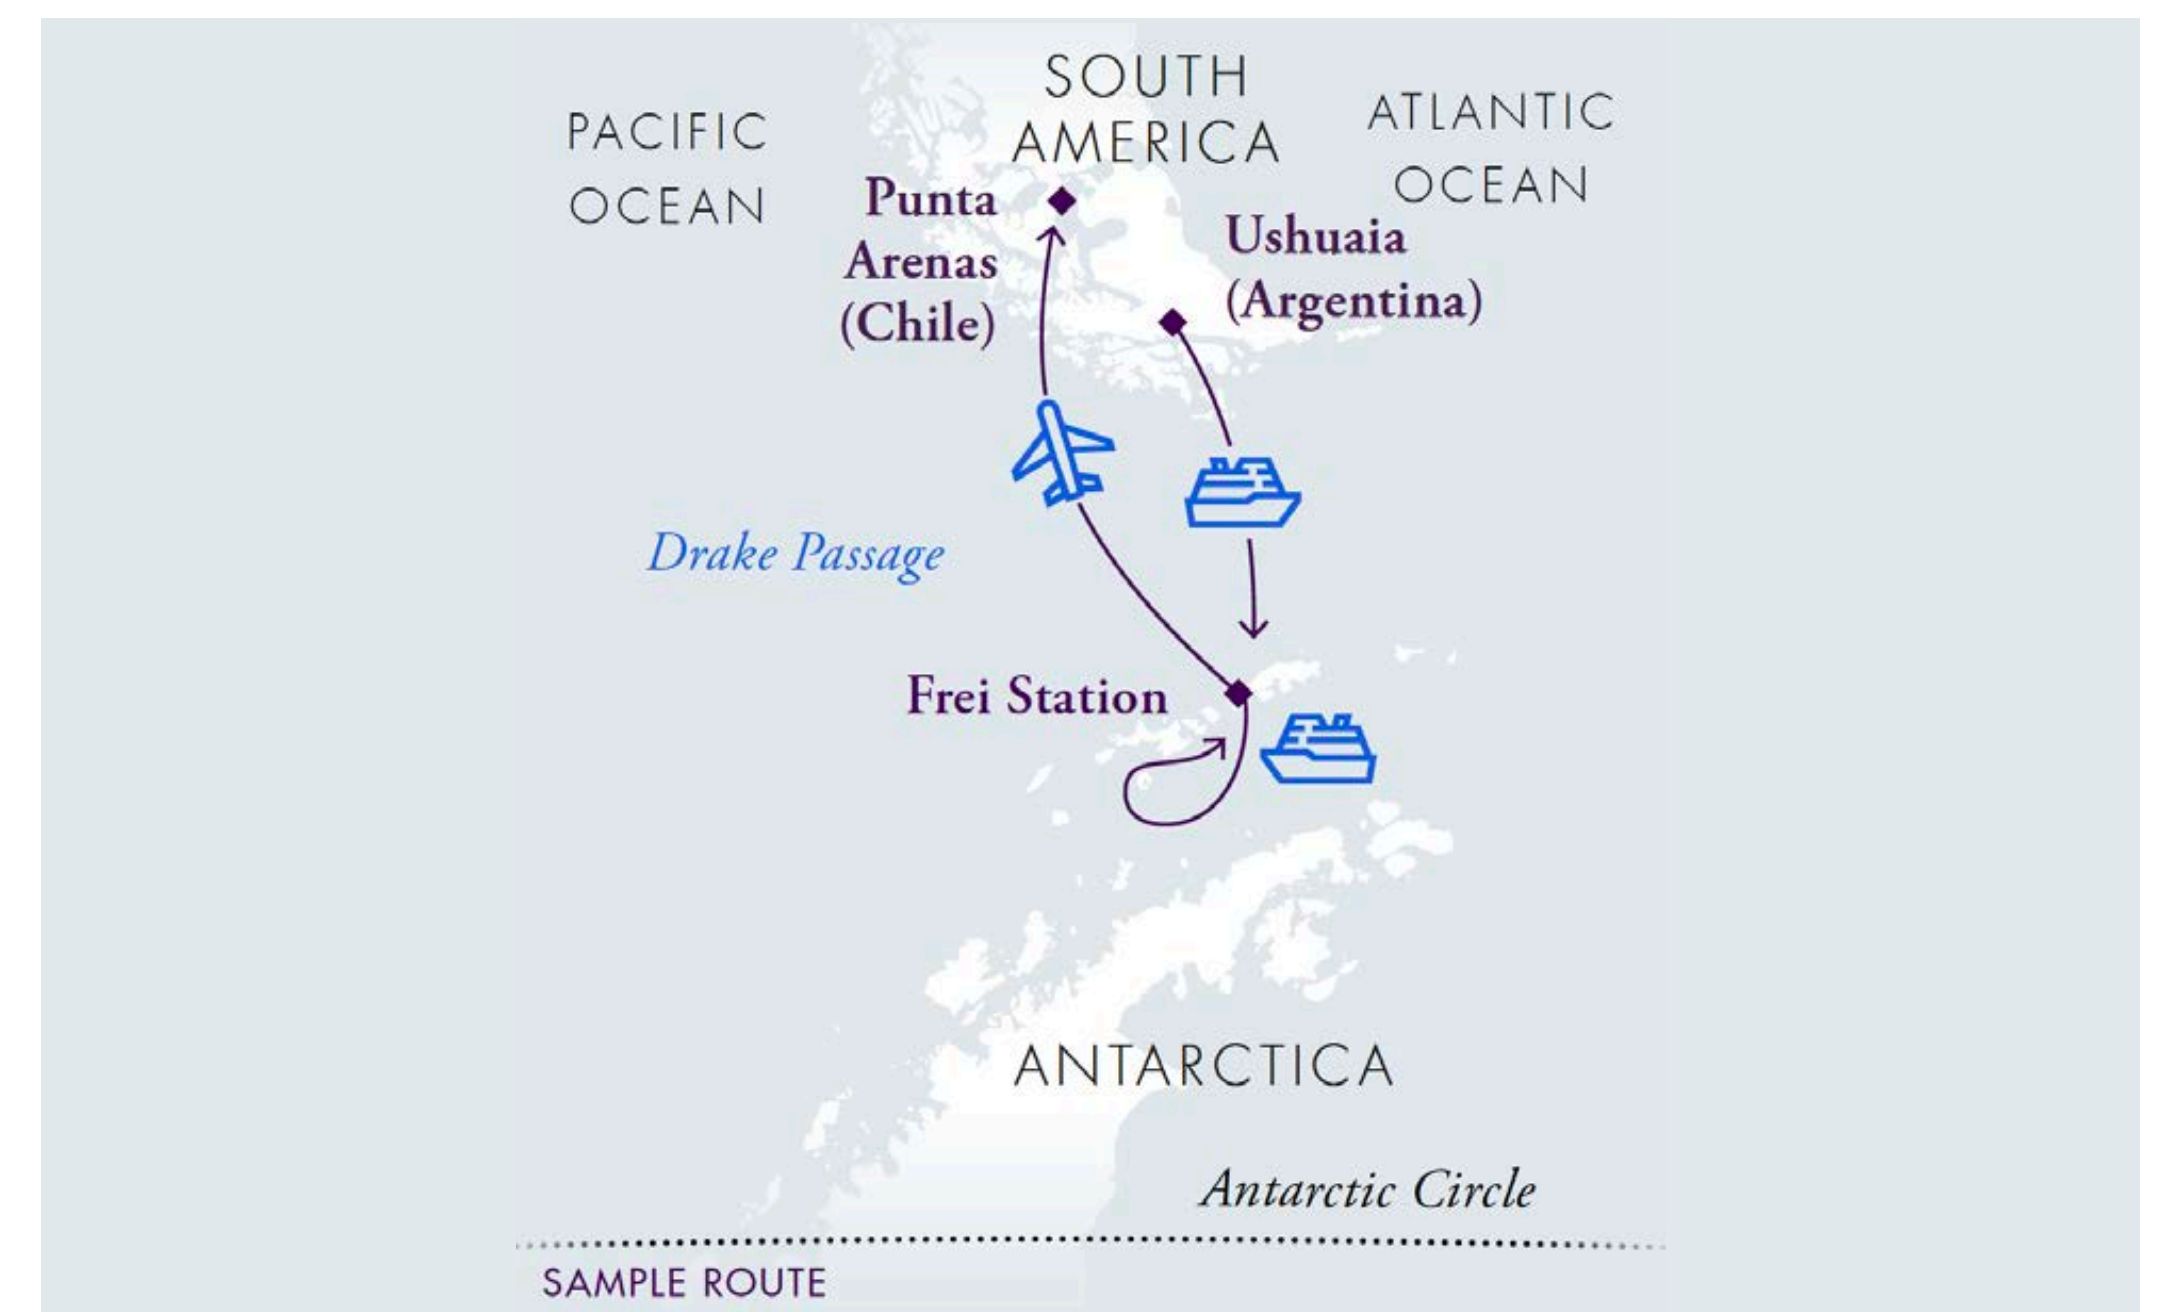 SOUTH
AMERICA
PACIFIC
OCEAN
ATLANTIC
OCEAN
Punta
Arenas
(Chile)
Ushuaia
(Argentina)
Drake Passage
Frei Station
ANTARCTICA
Antarctic Circle
SAMPLE ROUTE